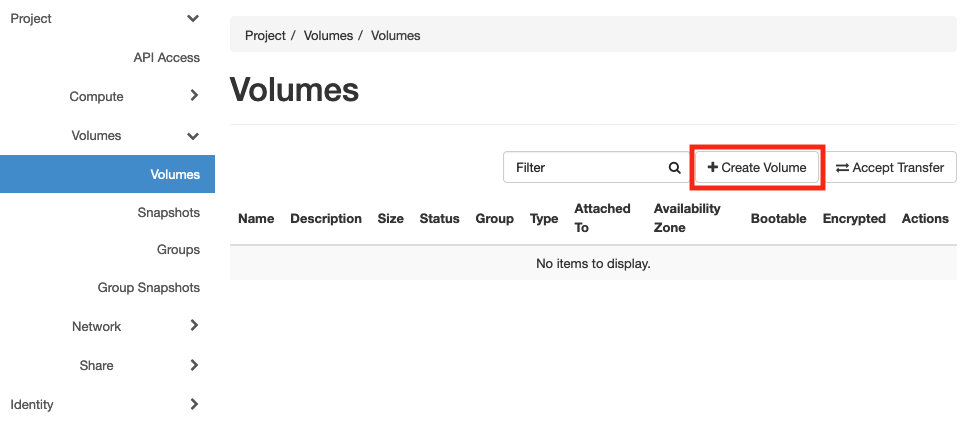 Project
API Access
Compute
Volumes
Volumes
Snapshots
Groups
Group Snapshots
Network
Share
Identity
Project / Volumes / Volumes
Volumes
Filter
Create Volume
Accept Transfer
Name Description Size Status Group Type Attached To Availability Zone Bootable Encrypted Actions
No items to display.